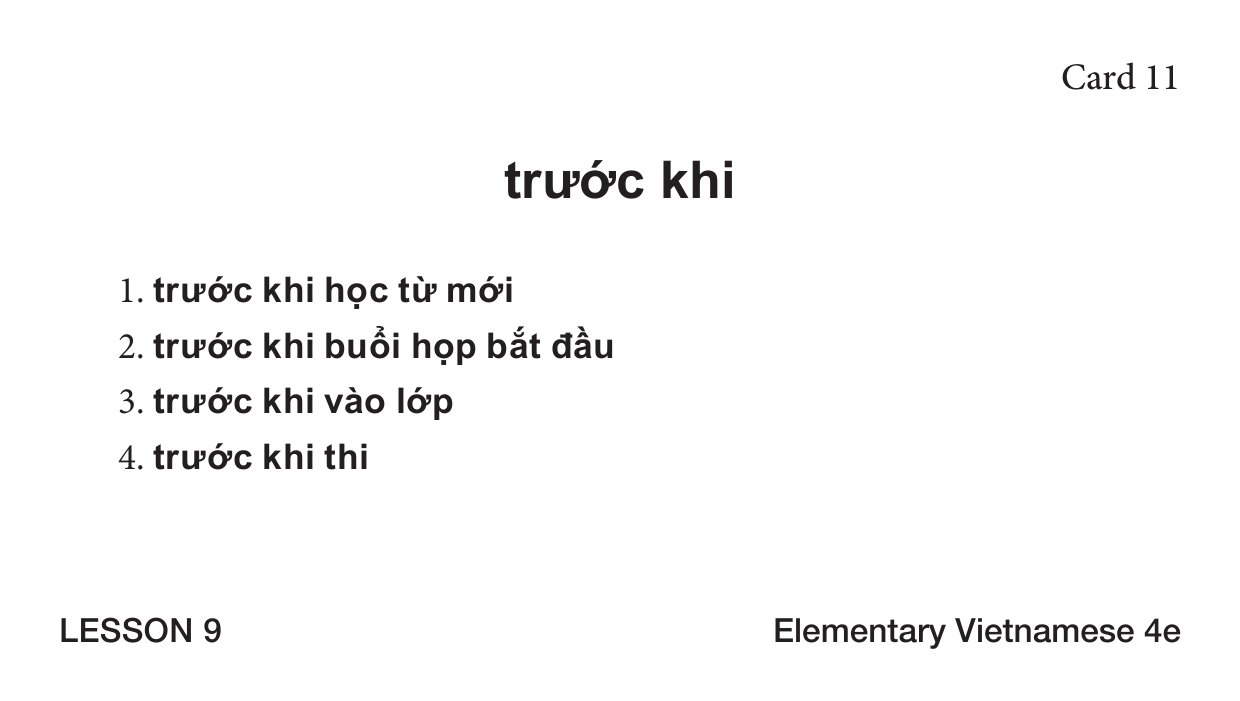 Card 11
trước khi
1. trước khi học từ mới
2. trước khi buổi họp bắt đầu
3. trước khi vào lớp
4. trước khi thi
LESSON 9
Elementary Vietnamese 4e